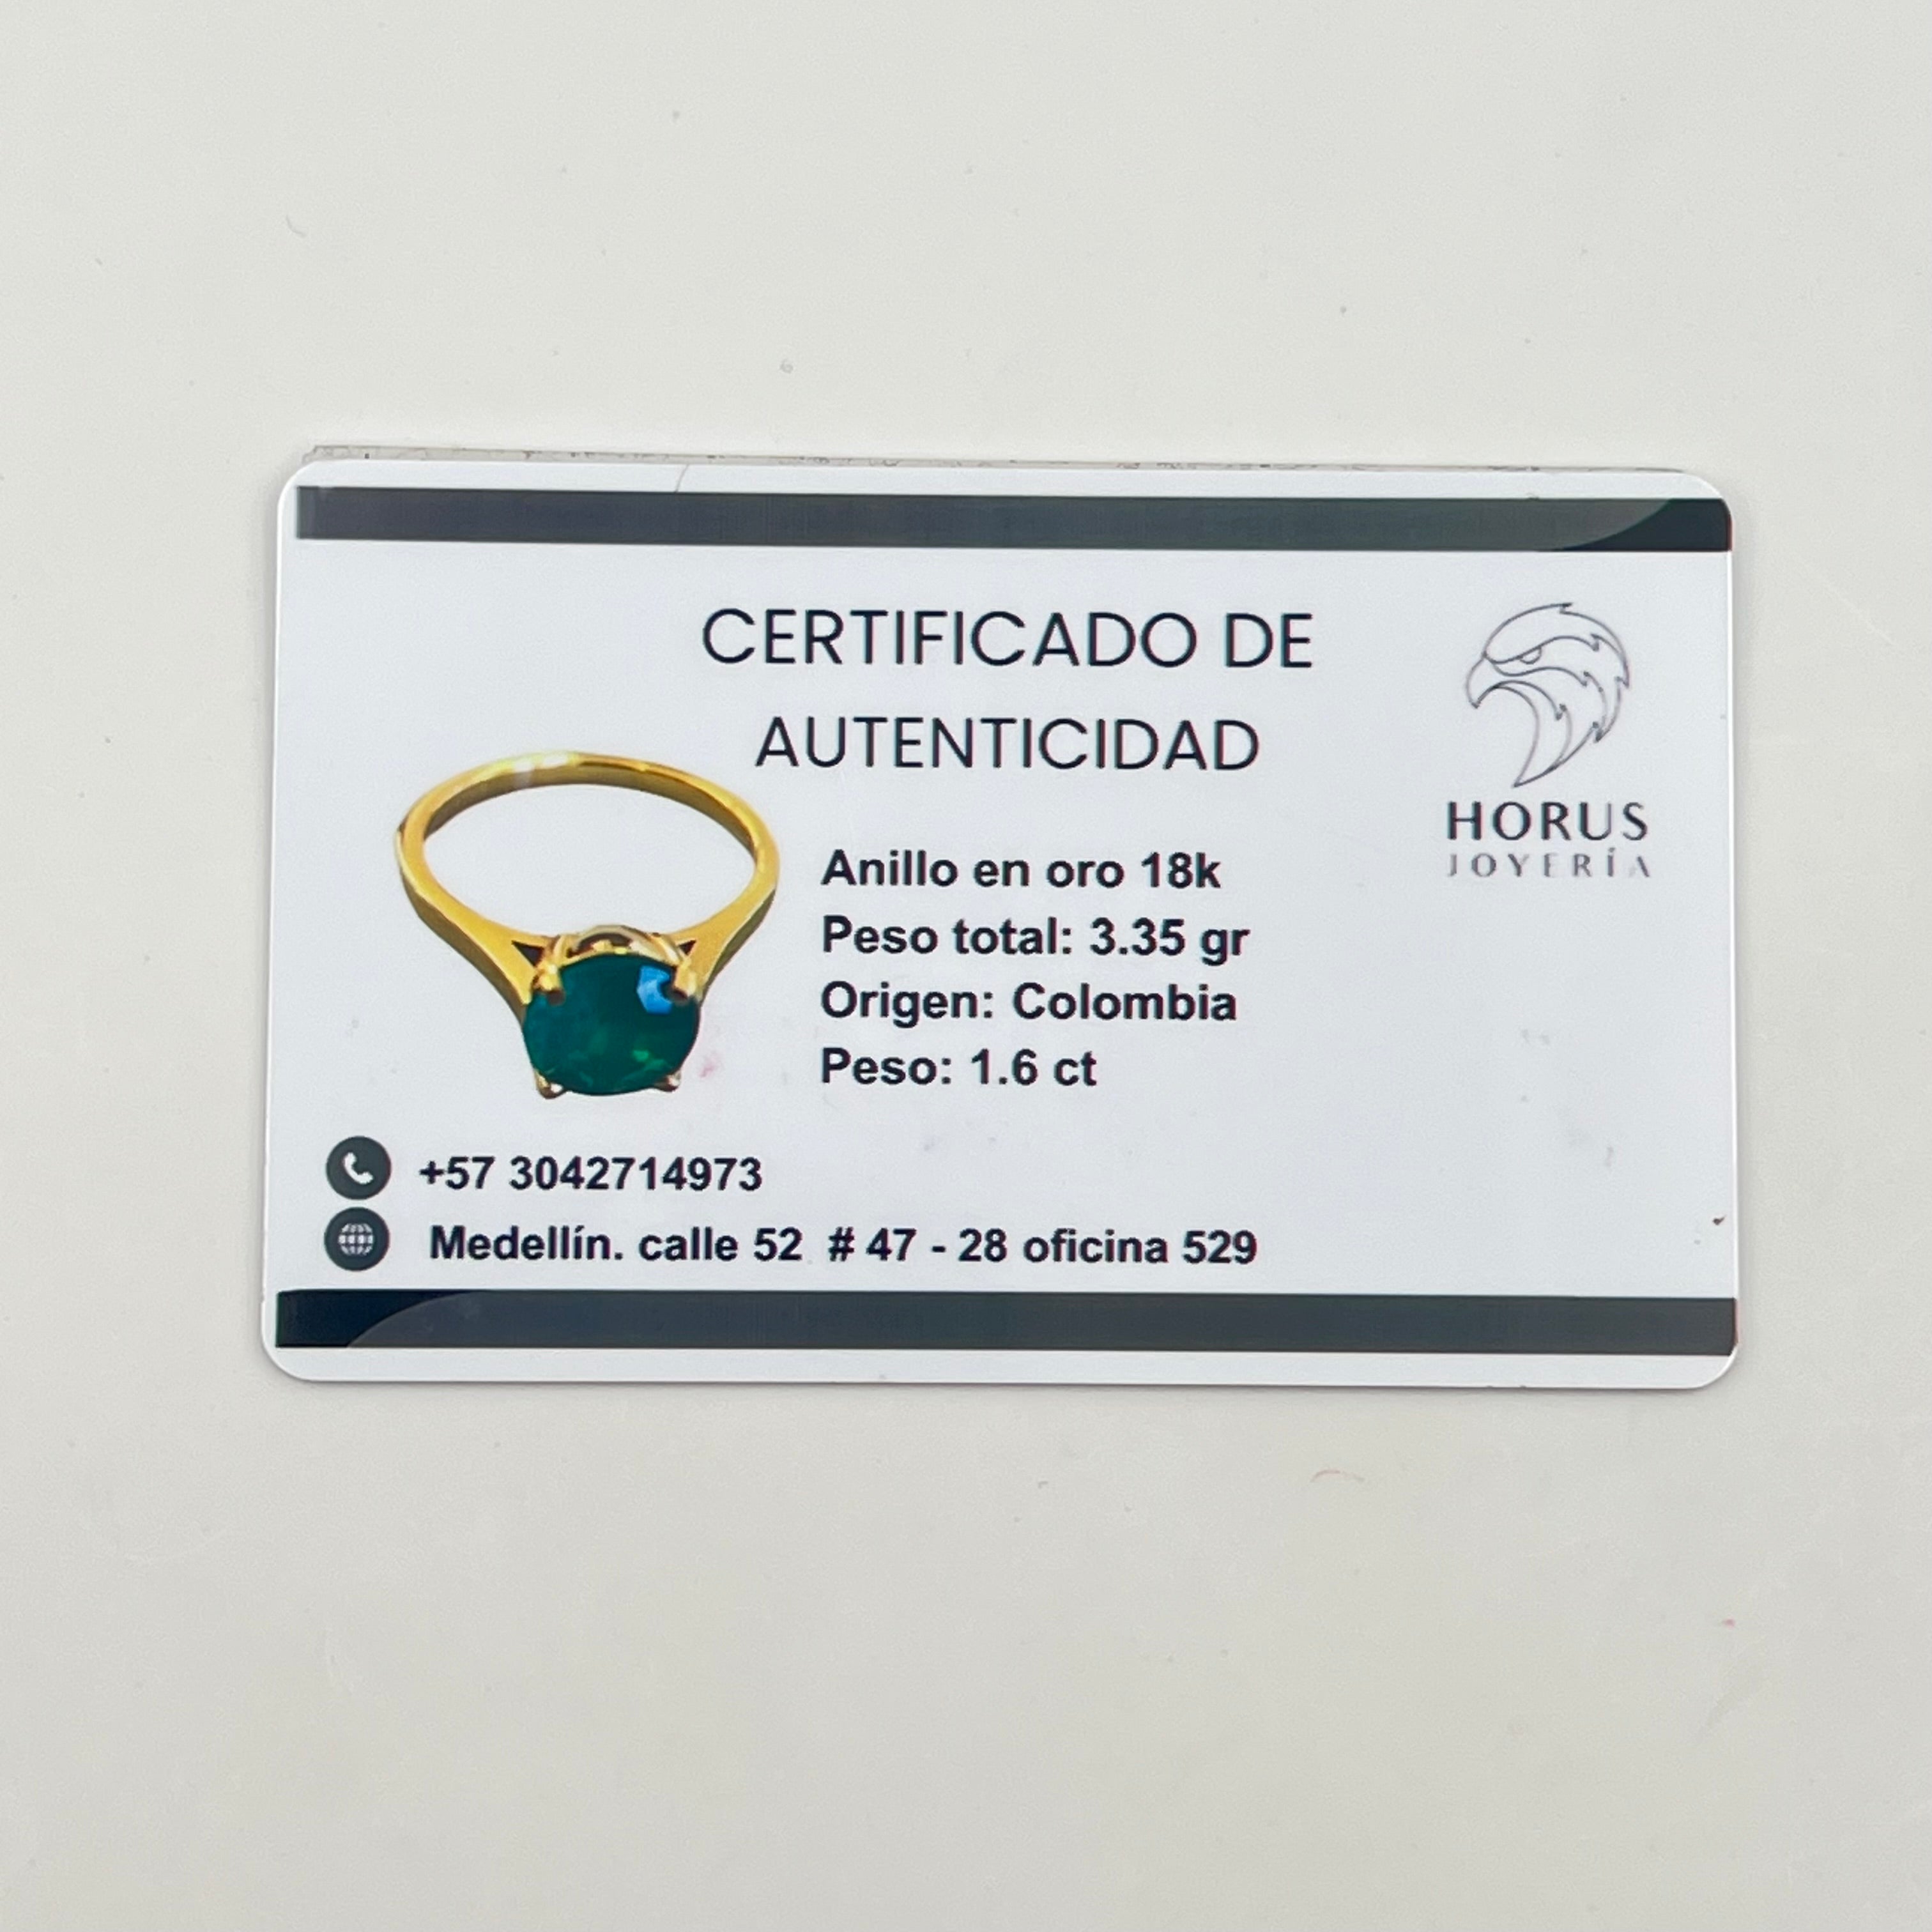 CERTIFICADO DE
AUTENTICIDAD
HORUS
JOYERÍA
Anillo en oro 18k
Peso total: 3.35 gr
Origen: Colombia
Peso: 1.6 ct
+57 3042714973
Medellín. calle 52 # 47 - 28 oficina 529